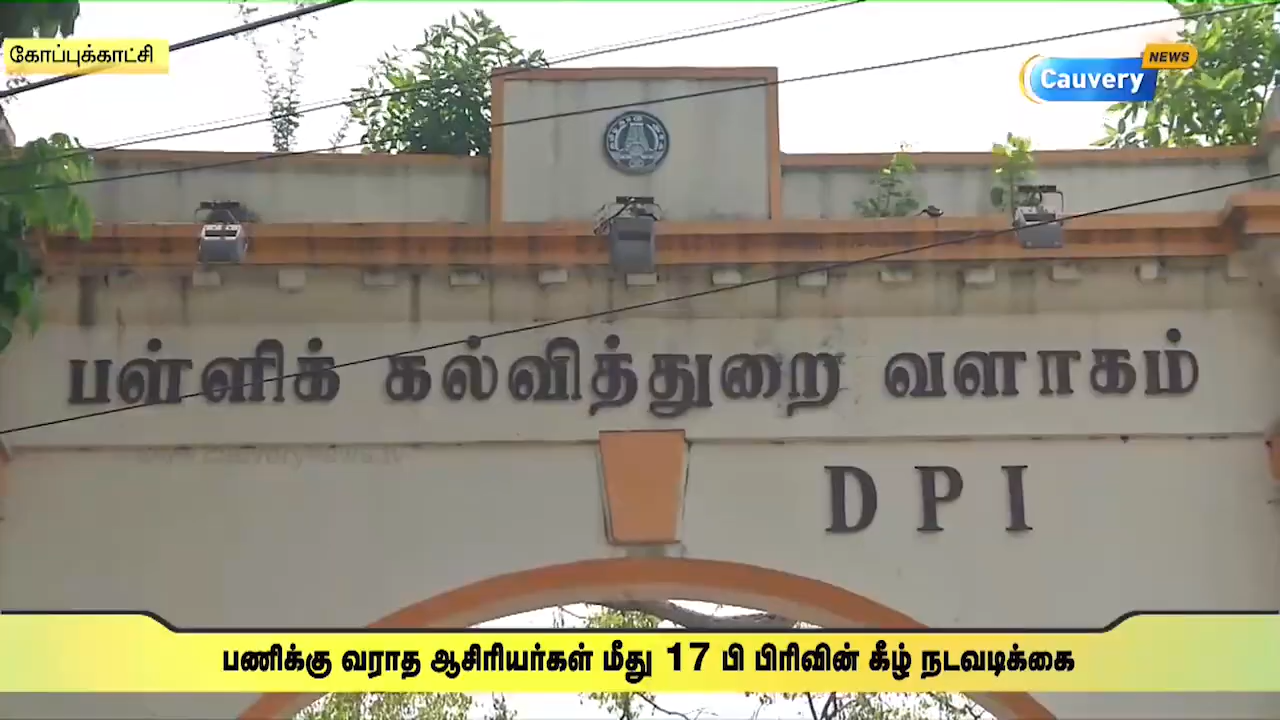 கோப்புக்காட்சி
Cauvery NEWS
பள்ளிக் கல்வித்துறை வளாகம்
DPI
பணிக்கு வராத ஆசிரியர்கள் மீது 17 பி பிரிவின் கீழ் நடவடிக்கை